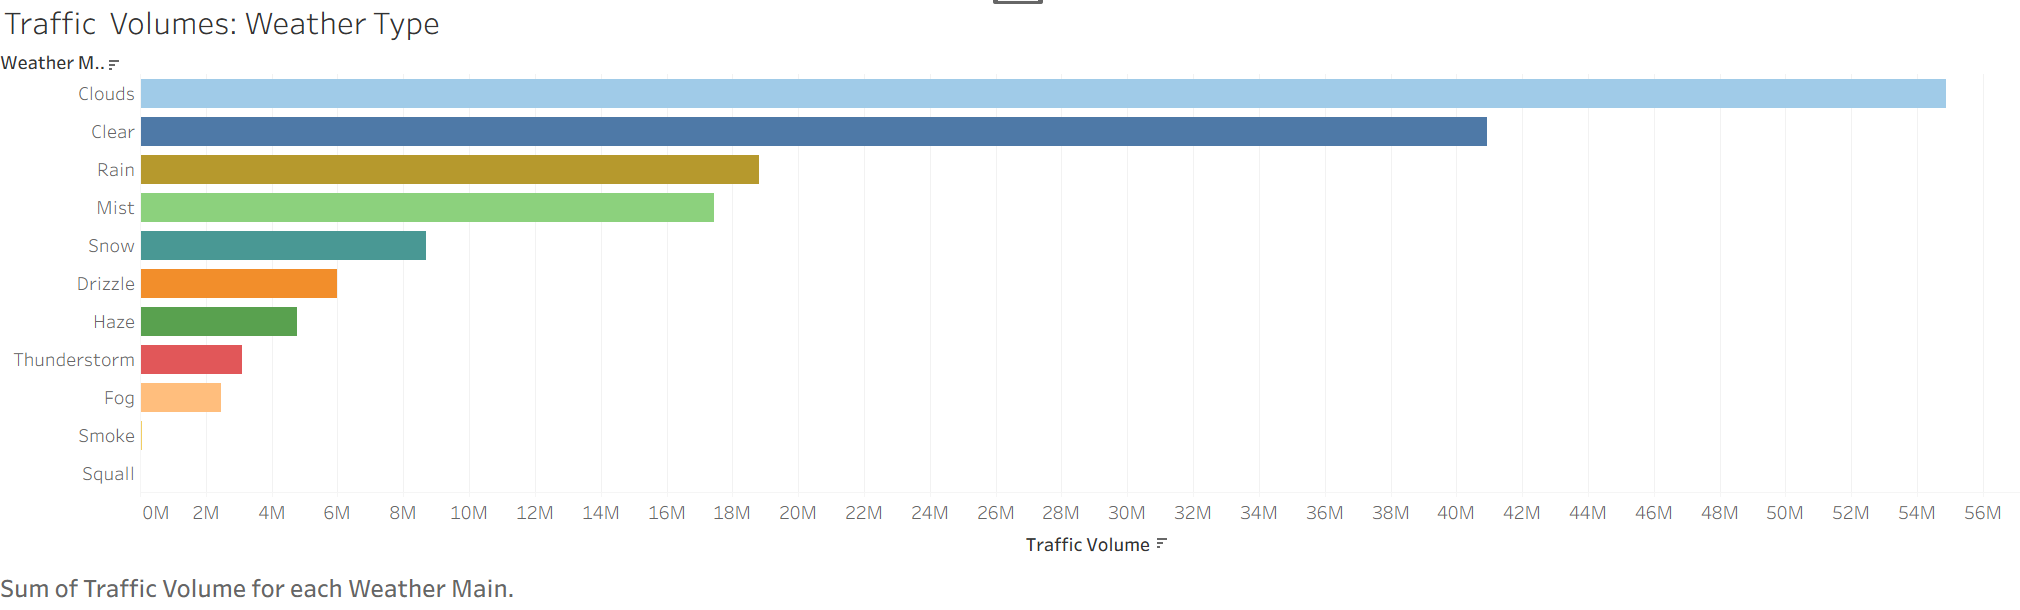 Traffic  Volumes: Weather Type
Weather M..
Clouds
Clear
Rain
Mist
Snow
Drizzle
Haze
Thunderstorm
Fog
Smoke
Squall
0M 2M 4M 6M 8M 10M 12M 14M 16M 18M 20M 22M 24M 26M 28M 30M 32M 34M 36M 38M 40M 42M 44M 46M 48M 50M 52M 54M 56M
Traffic Volume
Sum of Traffic Volume for each Weather Main.